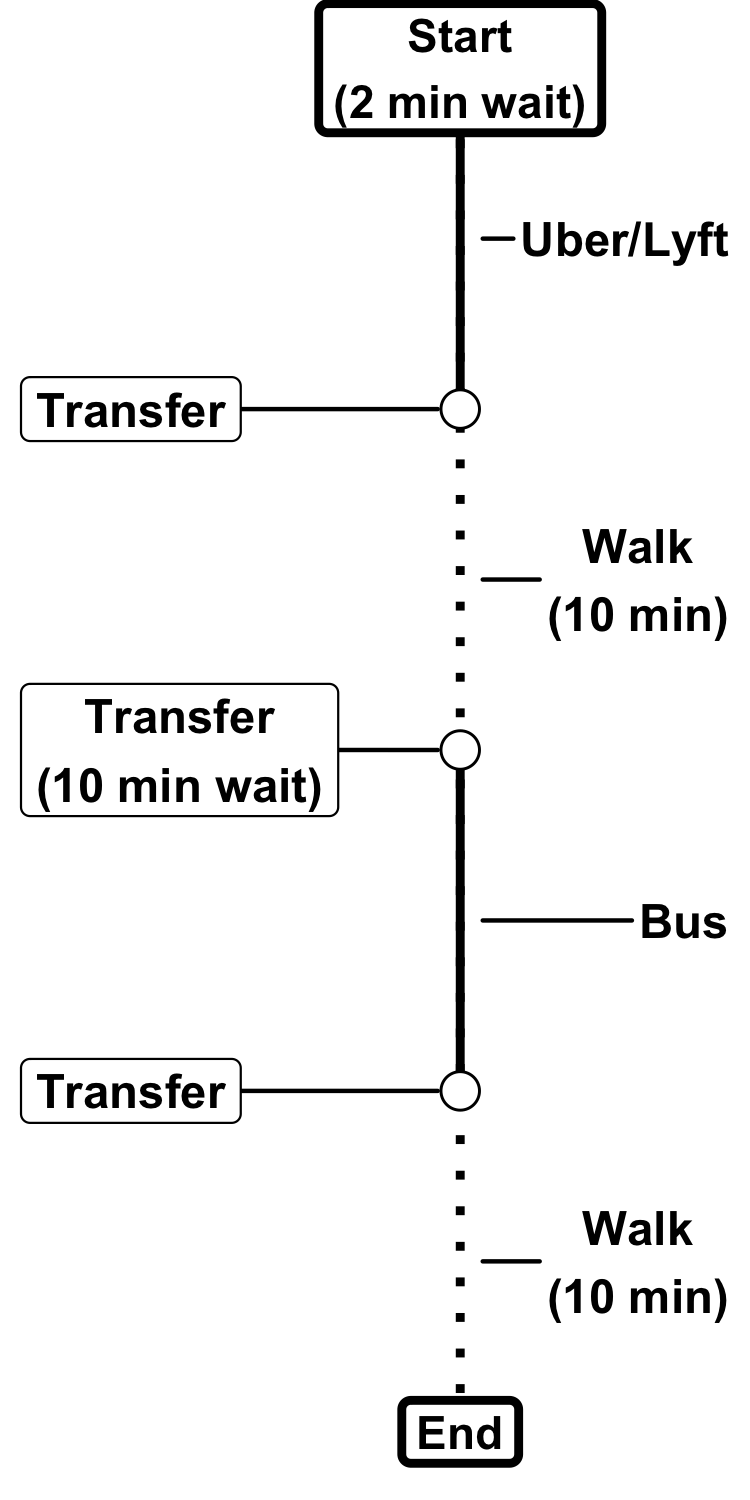 Start
(2 min wait)
Uber/Lyft
Transfer
Walk
(10 min)
Transfer
(10 min wait)
Bus
Transfer
Walk
(10 min)
End